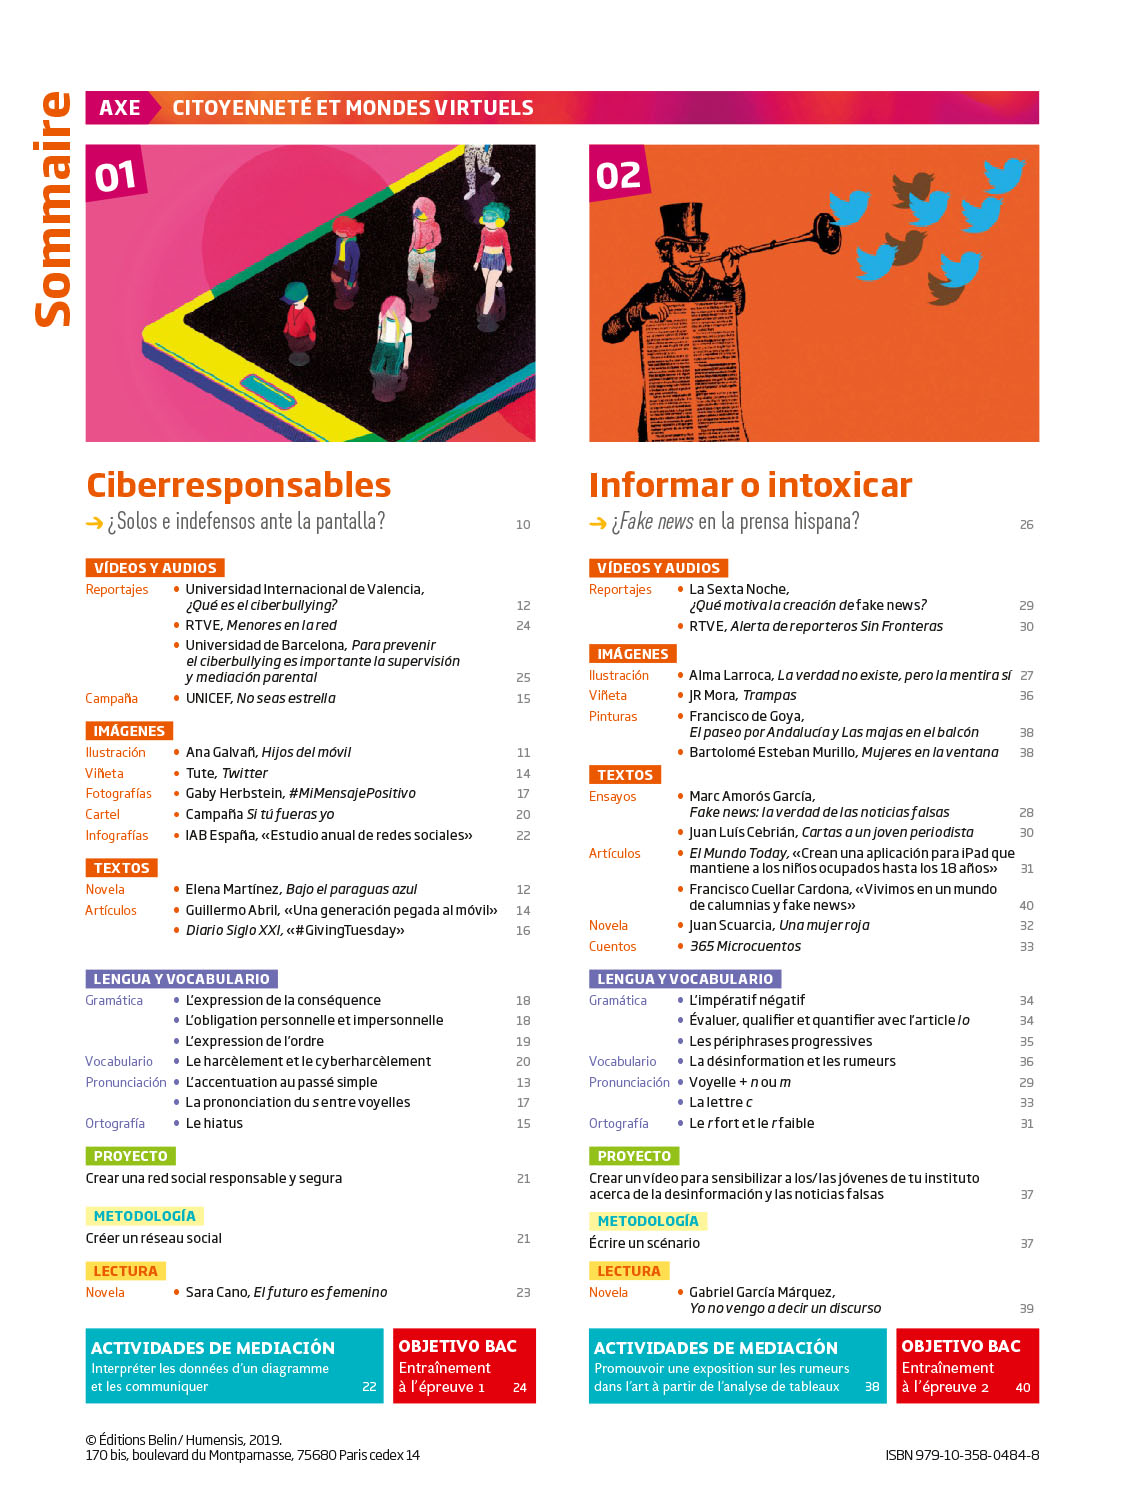 Sommaire
AXE CITOYENNETÉ ET MONDES VIRTUELS
01
Ciberresponsables
➔ ¿Solos e indefensos ante la pantalla? 10
VÍDEOS Y AUDIOS
Reportajes • Universidad Internacional de Valencia,
¿Qué es el ciberbullying? 12
• RTVE, Menores en la red 24
• Universidad de Barcelona, Para prevenir
el ciberbullying es importante la supervisión
y mediación parental 25
Campaña • UNICEF, No seas estrella 15
IMÁGENES
Ilustración • Ana Galvañ, Hijos del móvil 11
Viñeta • Tute, Twitter 14
Fotografías • Gaby Herbstein, #MiMensajePositivo 17
Cartel • Campaña Si tú fueras yo 20
Infografías • IAB España, «Estudio anual de redes sociales» 22
TEXTOS
Novela • Elena Martínez, Bajo el paraguas azul 12
Artículos • Guillermo Abril, «Una generación pegada al móvil» 14
• Diario Siglo XXI, «#GivingTuesday» 16
LENGUA Y VOCABULARIO
Gramática • L'expression de la conséquence 18
• L'obligation personnelle et impersonnelle 18
• L'expression de l'ordre 19
Vocabulario • Le harcèlement et le cyberharcèlement 20
Pronunciación • L'accentuation au passé simple 13
• La prononciation du s entre voyelles 17
Ortografía • Le hiatus 15
PROYECTO
Crear una red social responsable y segura 21
METODOLOGÍA
Créer un réseau social 21
LECTURA
Novela • Sara Cano, El futuro es femenino 23
ACTIVIDADES DE MEDIACIÓN
Interpréter les données d'un diagramme
et les communiquer 22
OBJETIVO BAC
Entraînement
à l'épreuve 1 24
02
Informar o intoxicar
➔ ¿Fake news en la prensa hispana? 26
VÍDEOS Y AUDIOS
Reportajes • La Sexta Noche,
¿Qué motiva la creación de fake news? 29
• RTVE, Alerta de reporteros Sin Fronteras 30
IMÁGENES
Ilustración • Alma Larroca, La verdad no existe, pero la mentira sí 27
Viñeta • JR Mora, Trampas 36
Pinturas • Francisco de Goya,
El paseo por Andalucía y Las majas en el balcón 38
• Bartolomé Esteban Murillo, Mujeres en la ventana 38
TEXTOS
Ensayos • Marc Amorós García,
Fake news: la verdad de las noticias falsas 28
• Juan Luís Cebrián, Cartas a un joven periodista 30
Artículos • El Mundo Today, «Crean una aplicación para iPad que
mantiene a los niños ocupados hasta los 18 años» 31
• Francisco Cuellar Cardona, «Vivimos en un mundo
de calumnias y fake news» 40
Novela • Juan Scuarcia, Una mujer roja 32
Cuentos • 365 Microcuentos 33
LENGUA Y VOCABULARIO
Gramática • L'impératif négatif 34
• Évaluer, qualifier et quantifier avec l'article lo 34
• Les périphrases progressives 35
Vocabulario • La désinformation et les rumeurs 36
Pronunciación • Voyelle + n ou m 29
• La lettre c 33
Ortografía • Le r fort et le r faible 31
PROYECTO
Crear un vídeo para sensibilizar a los/las jóvenes de tu instituto
acerca de la desinformación y las noticias falsas 37
METODOLOGÍA
Écrire un scénario 37
LECTURA
Novela • Gabriel García Márquez,
Yo no vengo a decir un discurso 39
ACTIVIDADES DE MEDIACIÓN
Promouvoir une exposition sur les rumeurs
dans l'art à partir de l'analyse de tableaux 38
OBJETIVO BAC
Entraînement
à l'épreuve 2 40
© Éditions Belin/ Humensis, 2019.
170 bis, boulevard du Montparnasse, 75680 Paris cedex 14
ISBN 979-10-358-0484-8